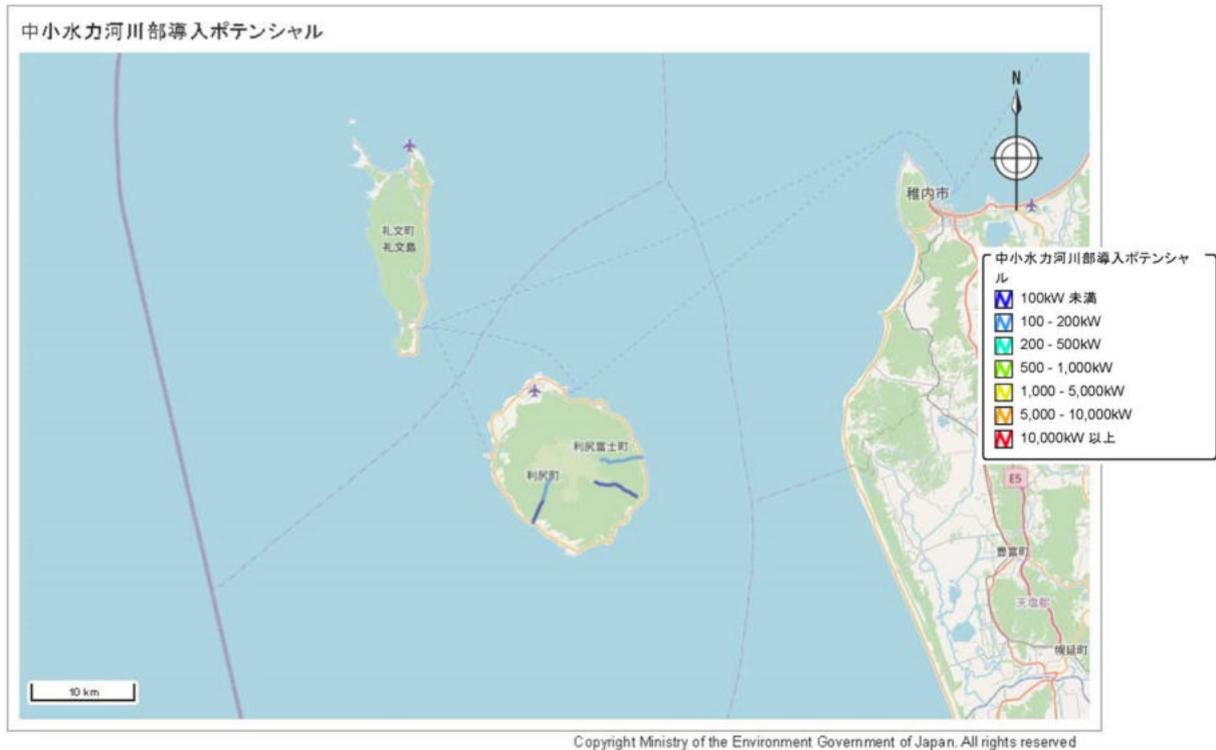 中小水力河川部導入ポテンシャル
N
稚内市
礼文町
礼文島
中小水力河川部導入ポテンシャ
ル
100kW 未満
100 - 200kW
200 - 500kW
500 - 1,000kW
1,000 - 5,000kW
5,000 - 10,000kW
10,000kW 以上
利尻富士町
利尻町
E5
豊富町
天塩郡
幌延町
10 km
Copyright Ministry of the Environment Government of Japan. All rights reserved